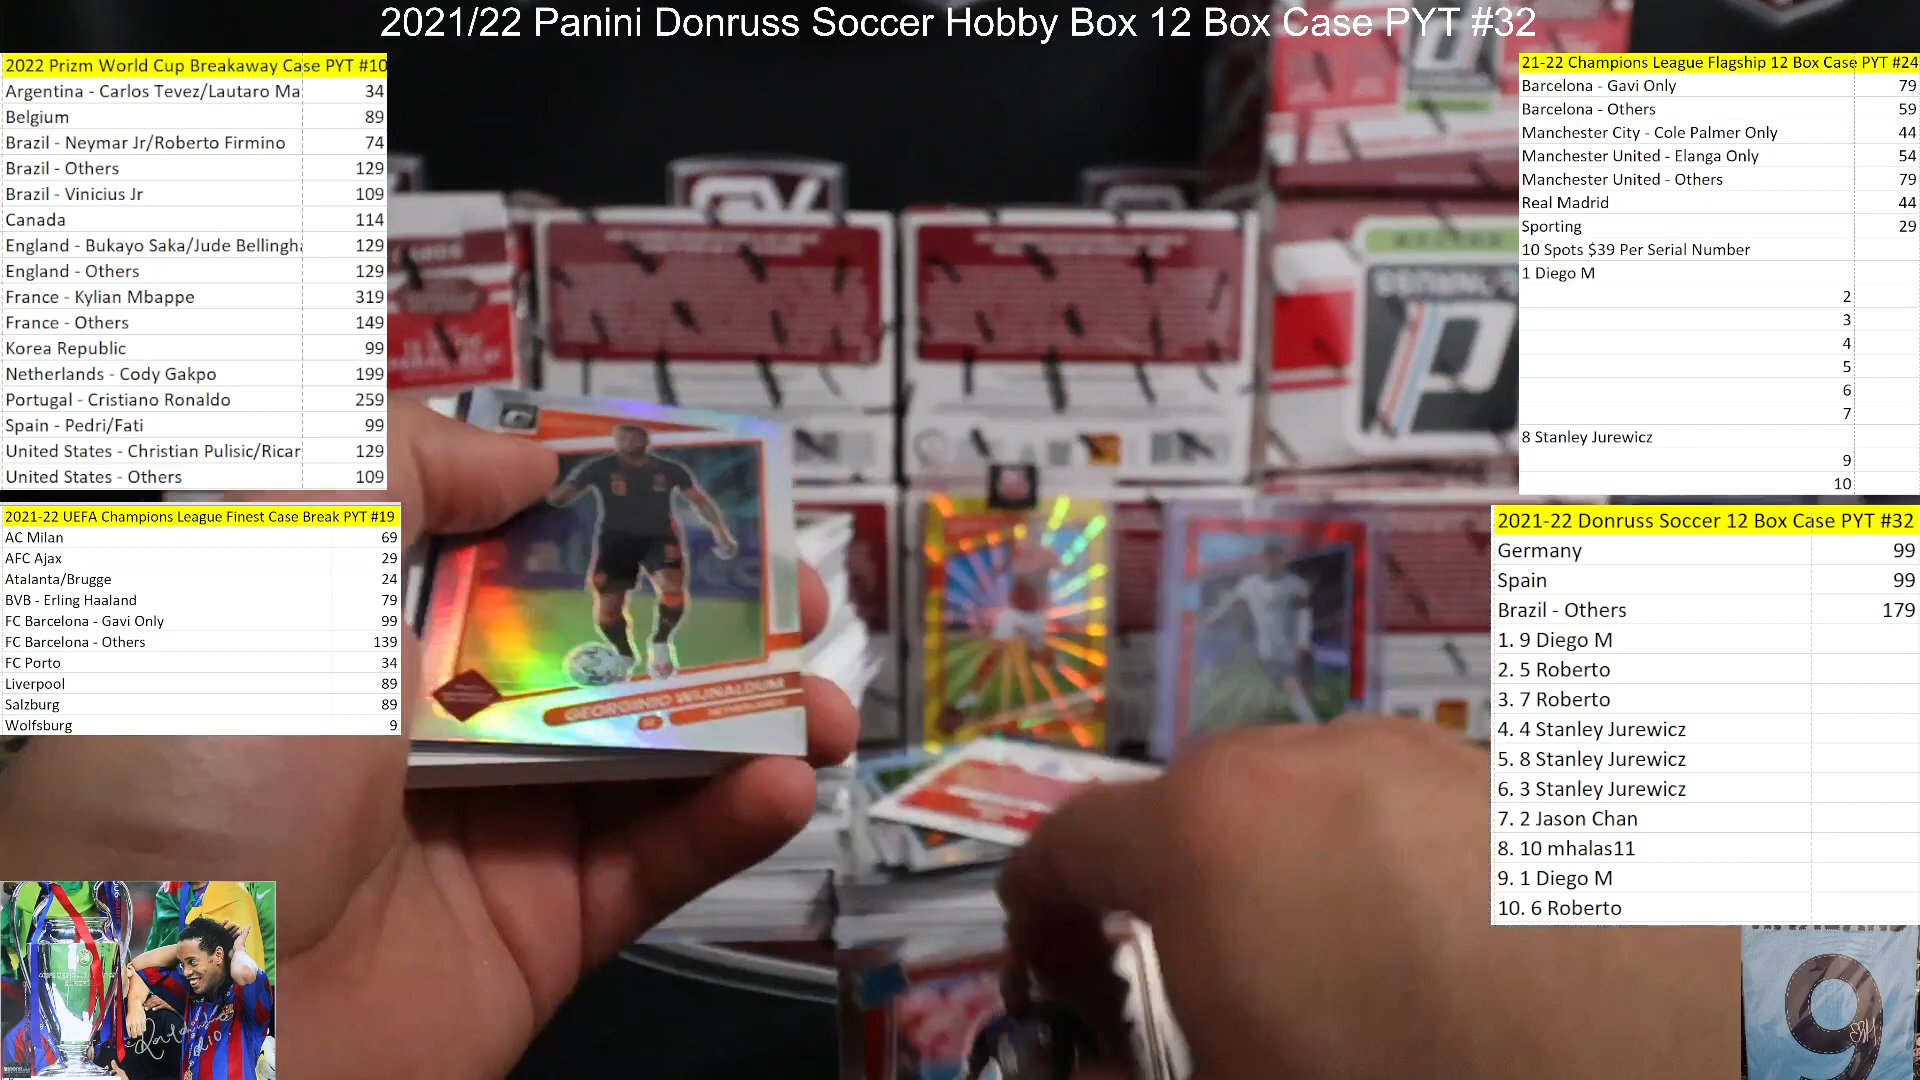 2021/22 Panini Donruss Soccer Hobby Box 12 Box Case PYT #32
2022 Prizm World Cup Breakaway Case PYT #10
Argentina - Carlos Tevez/Lautaro Ma 34
Belgium 89
Brazil - Neymar Jr/Roberto Firmino 74
Brazil - Others 129
Brazil - Vinicius Jr 109
Canada 114
England - Bukayo Saka/Jude Bellingh 129
England - Others 129
France - Kylian Mbappe 319
France - Others 149
Korea Republic 99
Netherlands - Cody Gakpo 199
Portugal - Cristiano Ronaldo 259
Spain - Pedri/Fati 99
United States - Christian Pulisic/Ricar 129
United States - Others 109
2021-22 UEFA Champions League Finest Case Break PYT #19
AC Milan 69
AFC Ajax 29
Atalanta/Brugge 24
BVB - Erling Haaland 79
FC Barcelona - Gavi Only 99
FC Barcelona - Others 139
FC Porto 34
Liverpool 89
Salzburg 89
Wolfsburg 9
GEORGINIO WIJNALDUM
NETHERLANDS
21-22 Champions League Flagship 12 Box Case PYT #24
Barcelona - Gavi Only 79
Barcelona - Others 59
Manchester City - Cole Palmer Only 44
Manchester United - Elanga Only 54
Manchester United - Others 79
Real Madrid 44
Sporting 29
10 Spots $39 Per Serial Number
1 Diego M
2
3
4
5
6
7
8 Stanley Jurewicz
9
10
2021-22 Donruss Soccer 12 Box Case PYT #32
Germany 99
Spain 99
Brazil - Others 179
1. 9 Diego M
2. 5 Roberto
3. 7 Roberto
4. 4 Stanley Jurewicz
5. 8 Stanley Jurewicz
6. 3 Stanley Jurewicz
7. 2 Jason Chan
8. 10 mhalas11
9. 1 Diego M
10. 6 Roberto
9